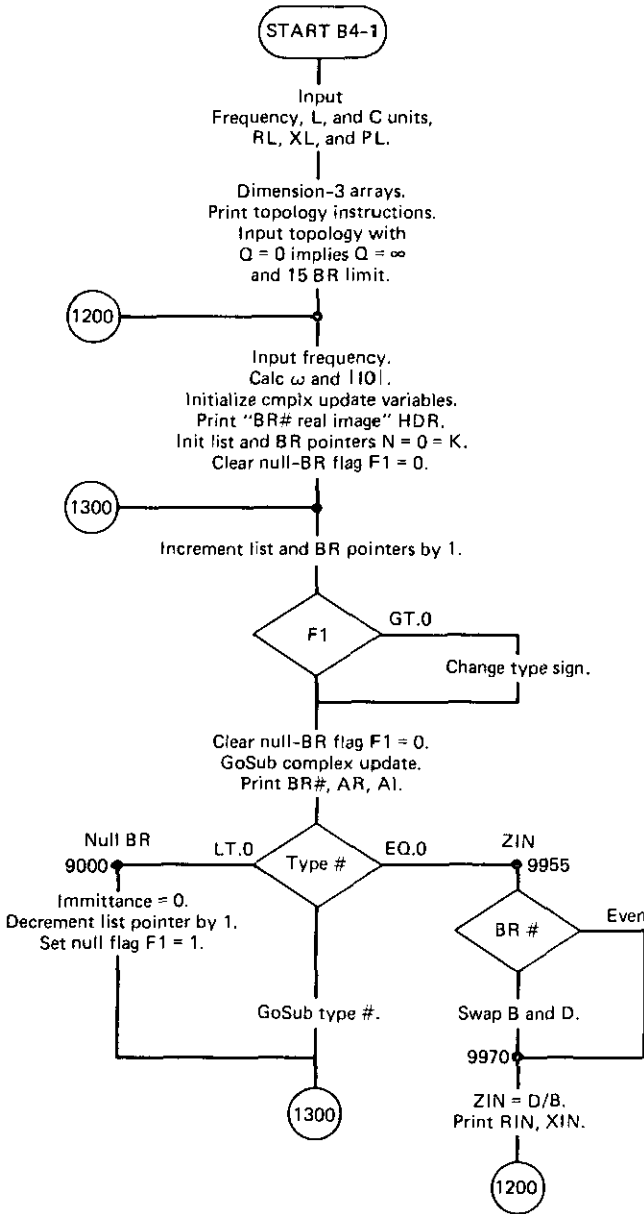 START B4-1
Input
Frequency, L, and C units,
RL, XL, and PL.
Dimension-3 arrays.
Print topology instructions.
Input topology with
Q = 0 implies Q = ∞
and 15 BR limit.
1200
Input frequency.
Calc ω and |I0|.
Initialize cmplx update variables.
Print "BR# real image" HDR.
Init list and BR pointers N = 0 = K.
Clear null-BR flag F1 = 0.
1300
Increment list and BR pointers by 1.
F1
GT.0
Change type sign.
Clear null-BR flag F1 = 0.
GoSub complex update.
Print BR#, AR, AI.
Null BR
9000
LT.0
Type #
EQ.0
ZIN
9955
Immittance = 0.
Decrement list pointer by 1.
Set null flag F1 = 1.
BR #
Even
GoSub type #.
Swap B and D.
9970
1300
ZIN = D/B.
Print RIN, XIN.
1200